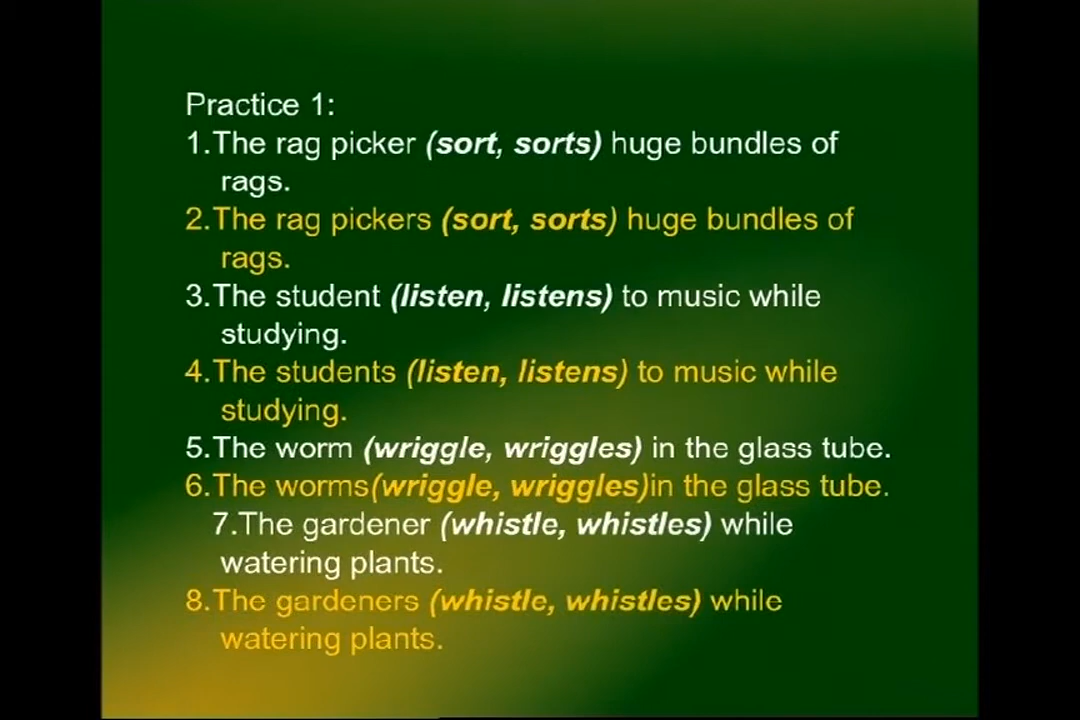 Practice 1:
1.The rag picker (sort, sorts) huge bundles of
rags.
2.The rag pickers (sort, sorts) huge bundles of
rags.
3.The student (listen, listens) to music while
studying.
4.The students (listen, listens) to music while
studying.
5.The worm (wriggle, wriggles) in the glass tube.
6.The worms(wriggle, wriggles)in the glass tube.
7.The gardener (whistle, whistles) while
watering plants.
8.The gardeners (whistle, whistles) while
watering plants.